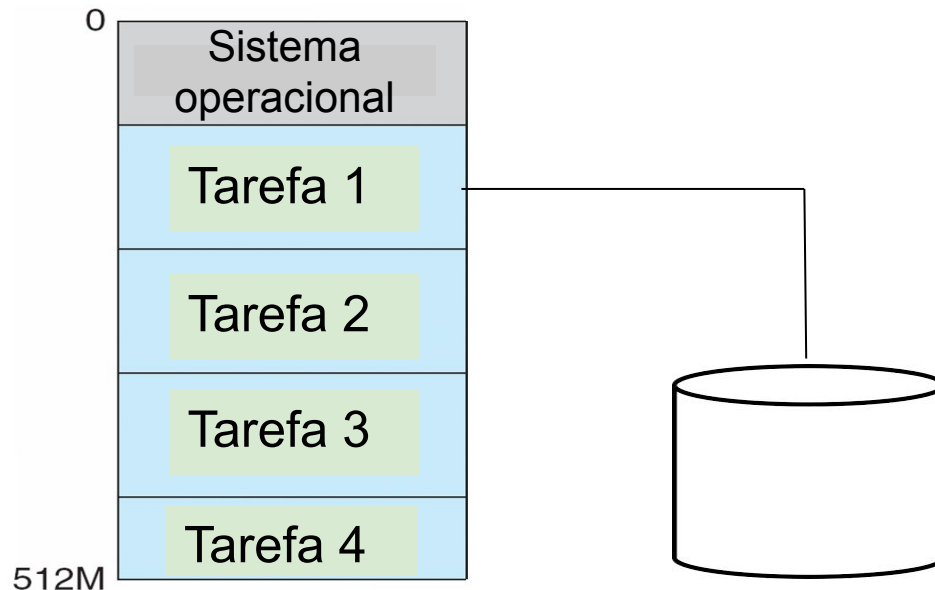 0
Sistema
operacional
Tarefa 1
Tarefa 2
Tarefa 3
Tarefa 4
512M